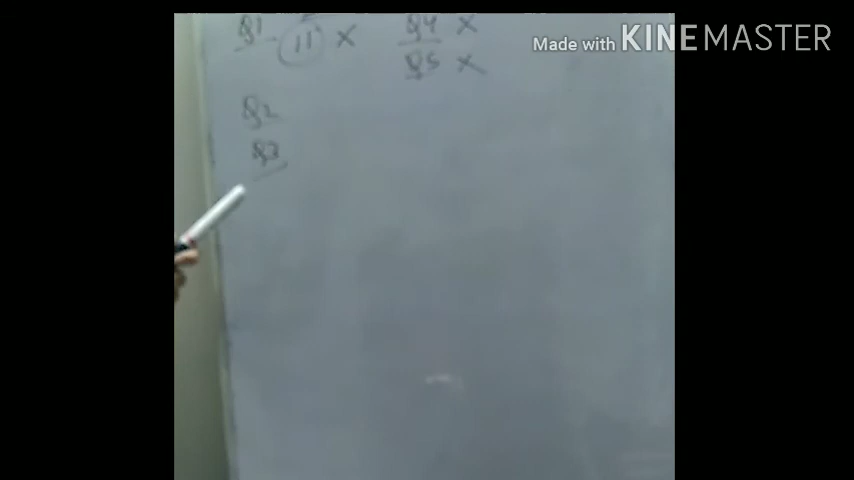 Q1 11 x Q4 x
Q5 x
Q2
Q3
Made with KINEMASTER